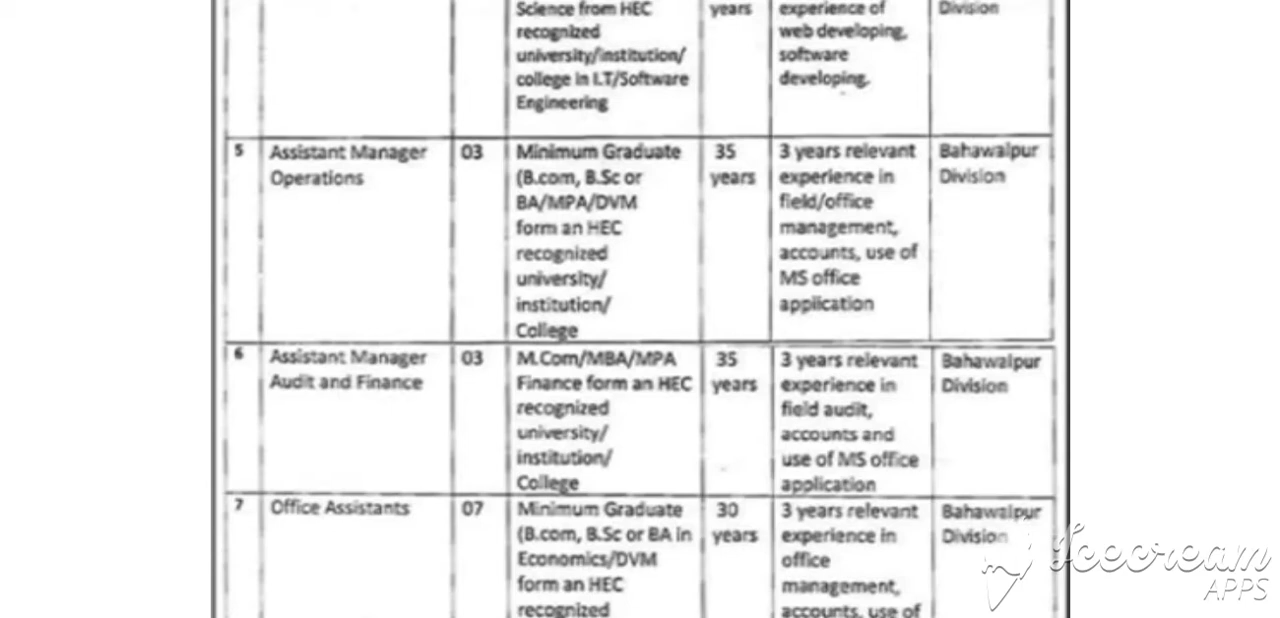 Science from HEC
recognized
university/institution/
college in I.T/Software
Engineering
years
experience of
web developing,
software
developing.
Division
5
Assistant Manager
Operations
03
Minimum Graduate
(B.com, B.Sc or
BA/MPA/DVM
form an HEC
recognized
university/
institution/
College
35
years
3 years relevant
experience in
field/office
management,
accounts, use of
MS office
application
Bahawalpur
Division
6
Assistant Manager
Audit and Finance
03
M.Com/MBA/MPA
Finance form an HEC
recognized
university/
institution/
College
35
years
3 years relevant
experience in
field audit,
accounts and
use of MS office
application
Bahawalpur
Division
7
Office Assistants
07
Minimum Graduate
(B.com, B.Sc or BA in
Economics/DVM
form an HEC
recognized
30
years
3 years relevant
experience in
office
management,
accounts, use of
Bahawalpur
Division
Icecream
APPS